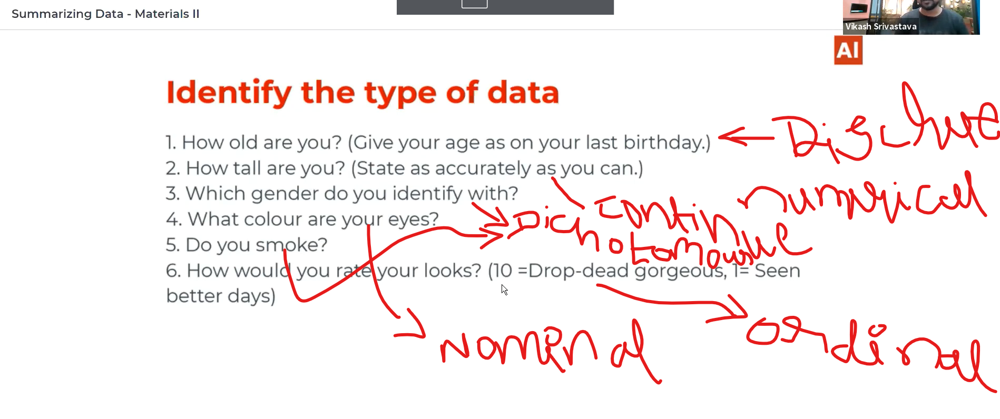 Summarizing Data - Materials II
Vikash Srivastava
AI
Identify the type of data
1. How old are you? (Give your age as on your last birthday.)
Discrete
2. How tall are you? (State as accurately as you can.)
numerical
3. Which gender do you identify with?
Continuous
4. What colour are your eyes?
Dichotomous
5. Do you smoke?
6. How would you rate your looks? (10 =Drop-dead gorgeous, 1= Seen
better days)
Nominal
ordinal